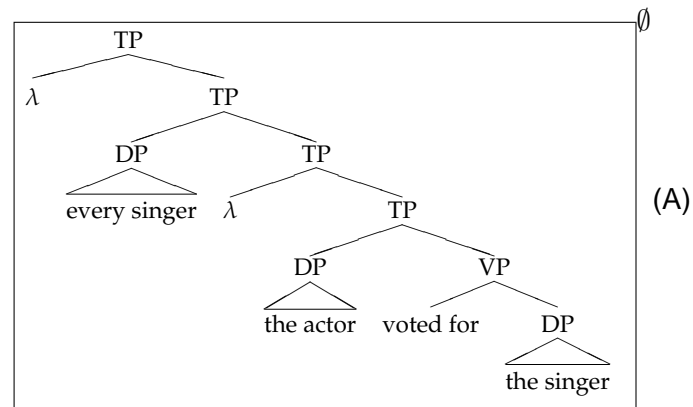 ∅
TP
λ
TP
DP
TP
every singer
λ
TP
(A)
DP
VP
the actor
voted for
DP
the singer